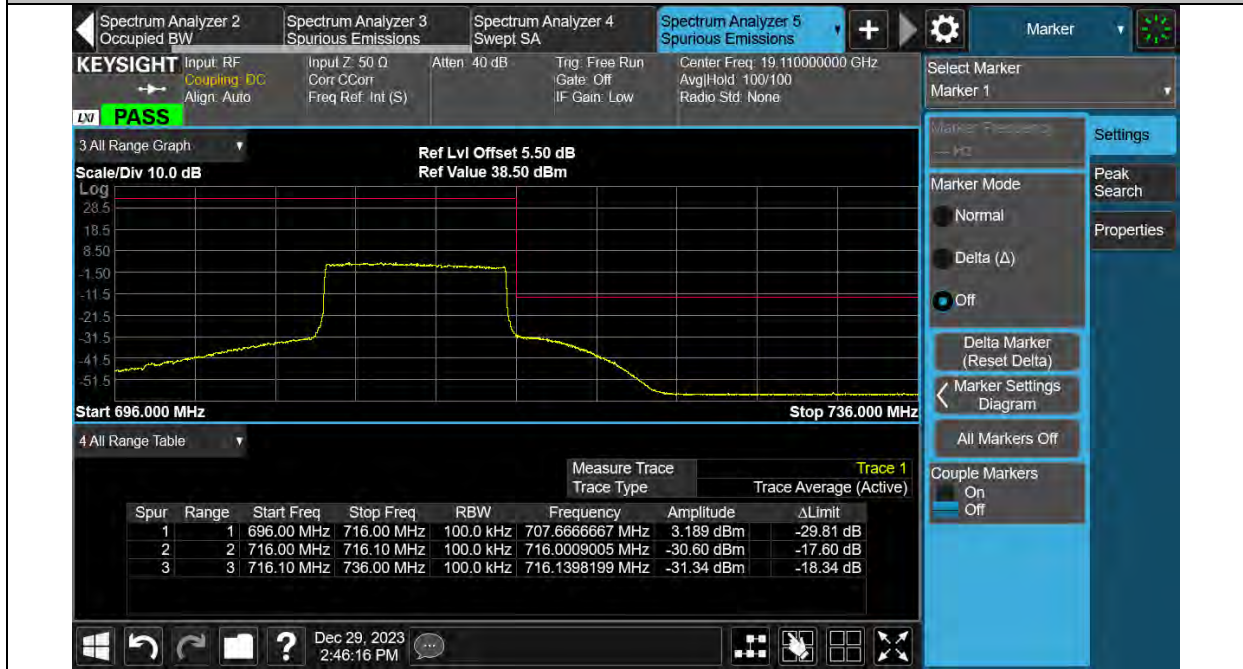 Spectrum Analyzer 2 Spectrum Analyzer 3 Spectrum Analyzer 4 Spectrum Analyzer 5 Marker
Occupied BW Spurious Emissions Swept SA Spurious Emissions +
KEYSIGHT Input: RF Input Z: 50 Ω Atten: 40 dB Trig: Free Run Center Freq: 19.110000000 GHz
Coupling: DC Corr CCorr Gate: Off Avg|Hold: 100/100
Align: Auto Freq Ref: Int (S) IF Gain: Low Radio Std: None
LXI PASS
Select Marker
Marker 1
3 All Range Graph
Ref Lvl Offset 5.50 dB
Scale/Div 10.0 dB Ref Value 38.50 dBm
Log
28.5
18.5
8.50
-1.50
-11.5
-21.5
-31.5
-41.5
-51.5
Start 696.000 MHz Stop 736.000 MHz
Marker Frequency
--- Hz
Settings
Peak
Search
Properties
Marker Mode
Normal
Delta (Δ)
Off
Delta Marker
(Reset Delta)
Marker Settings
Diagram
All Markers Off
Couple Markers
On
Off
4 All Range Table
Measure Trace Trace 1
Trace Type Trace Average (Active)
Spur Range Start Freq Stop Freq RBW Frequency Amplitude ΔLimit
1 1 696.00 MHz 716.00 MHz 100.0 kHz 707.6666667 MHz 3.189 dBm -29.81 dB
2 2 716.00 MHz 716.10 MHz 100.0 kHz 716.0009005 MHz -30.60 dBm -17.60 dB
3 3 716.10 MHz 736.00 MHz 100.0 kHz 716.1398199 MHz -31.34 dBm -18.34 dB
? Dec 29, 2023
2:46:16 PM